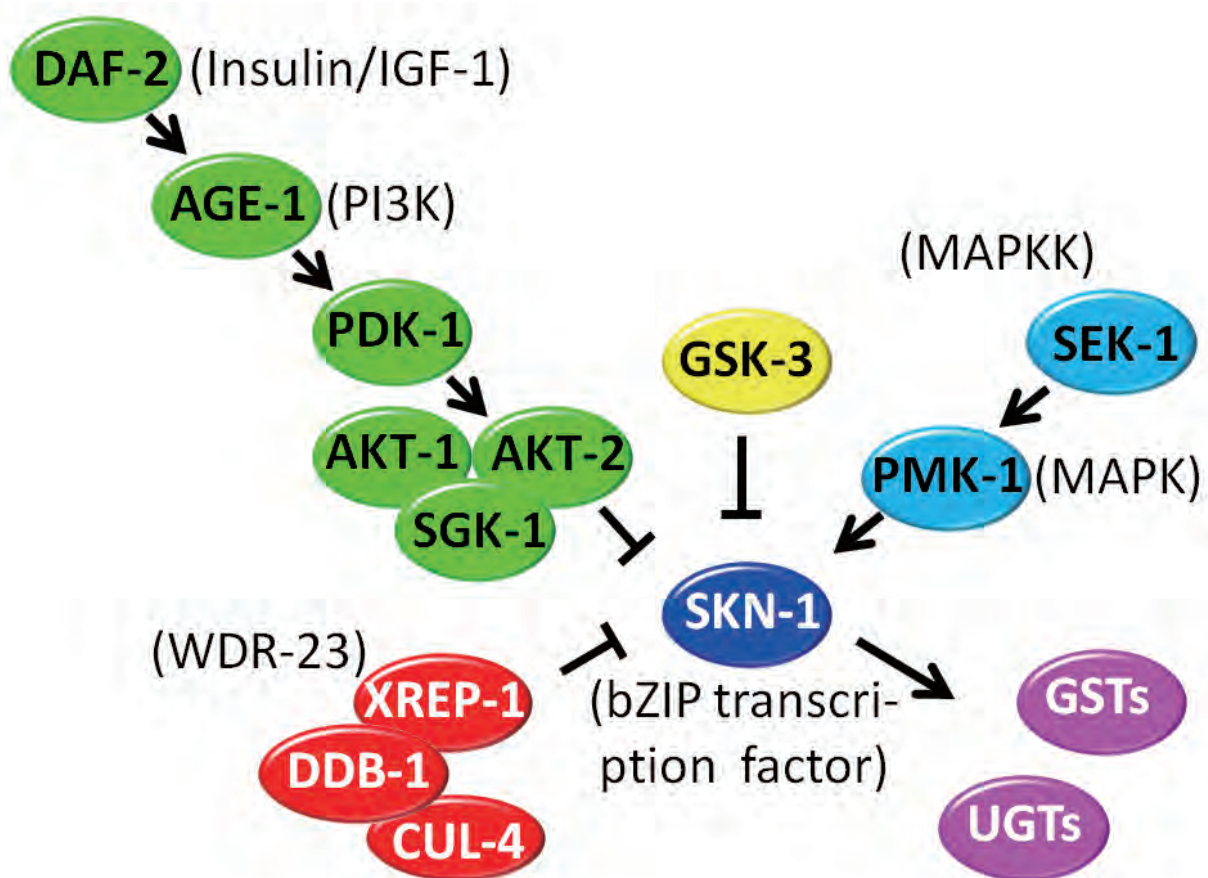 DAF-2 (Insulin/IGF-1)
AGE-1 (PI3K)
PDK-1
AKT-1 AKT-2
SGK-1
GSK-3
(MAPKK)
SEK-1
PMK-1 (MAPK)
SKN-1
(bZIP transcri-
ption factor)
(WDR-23)
XREP-1
DDB-1
CUL-4
GSTs
UGTs